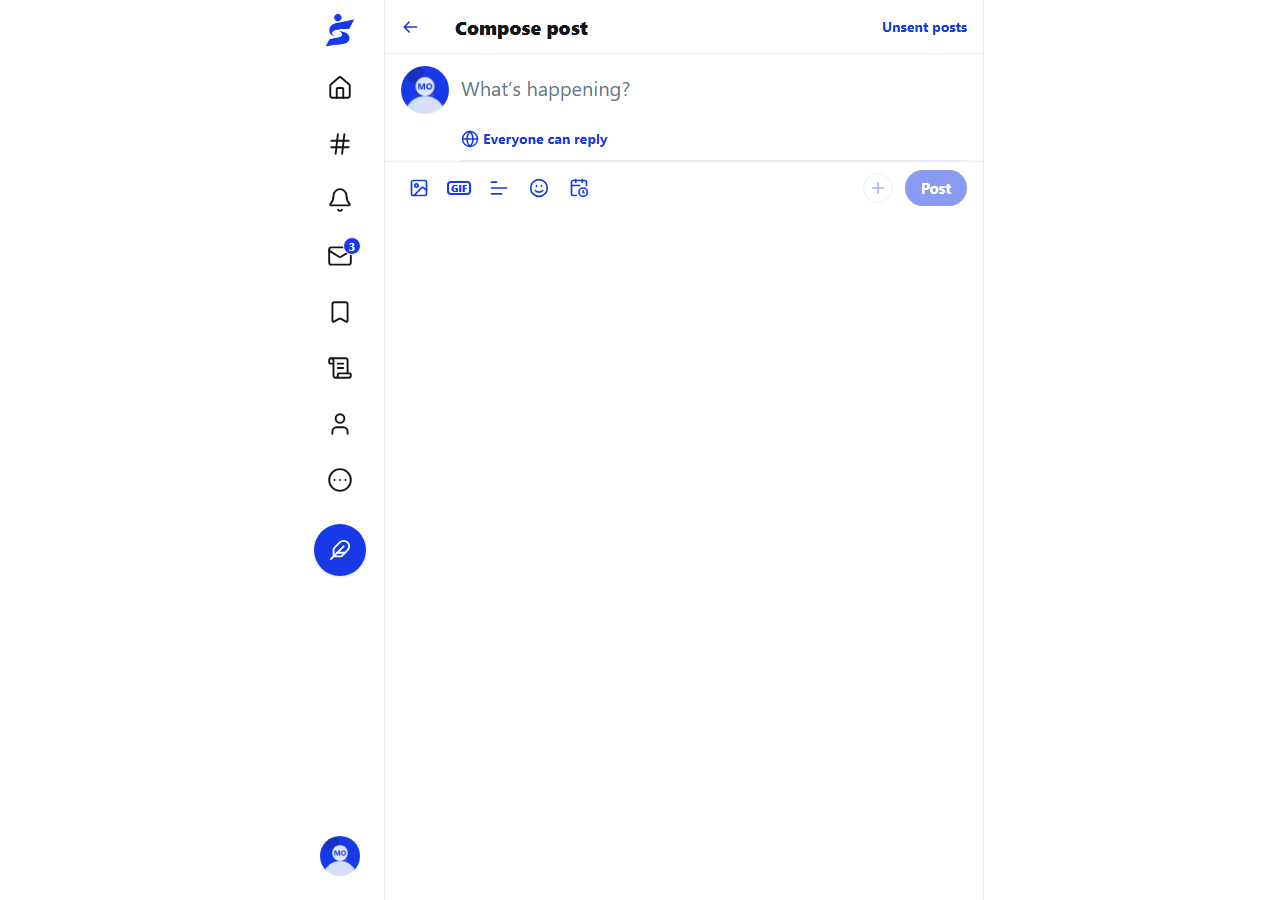 Compose post
Unsent posts
MO
What's happening?
Everyone can reply
GIF
Post
3
MO